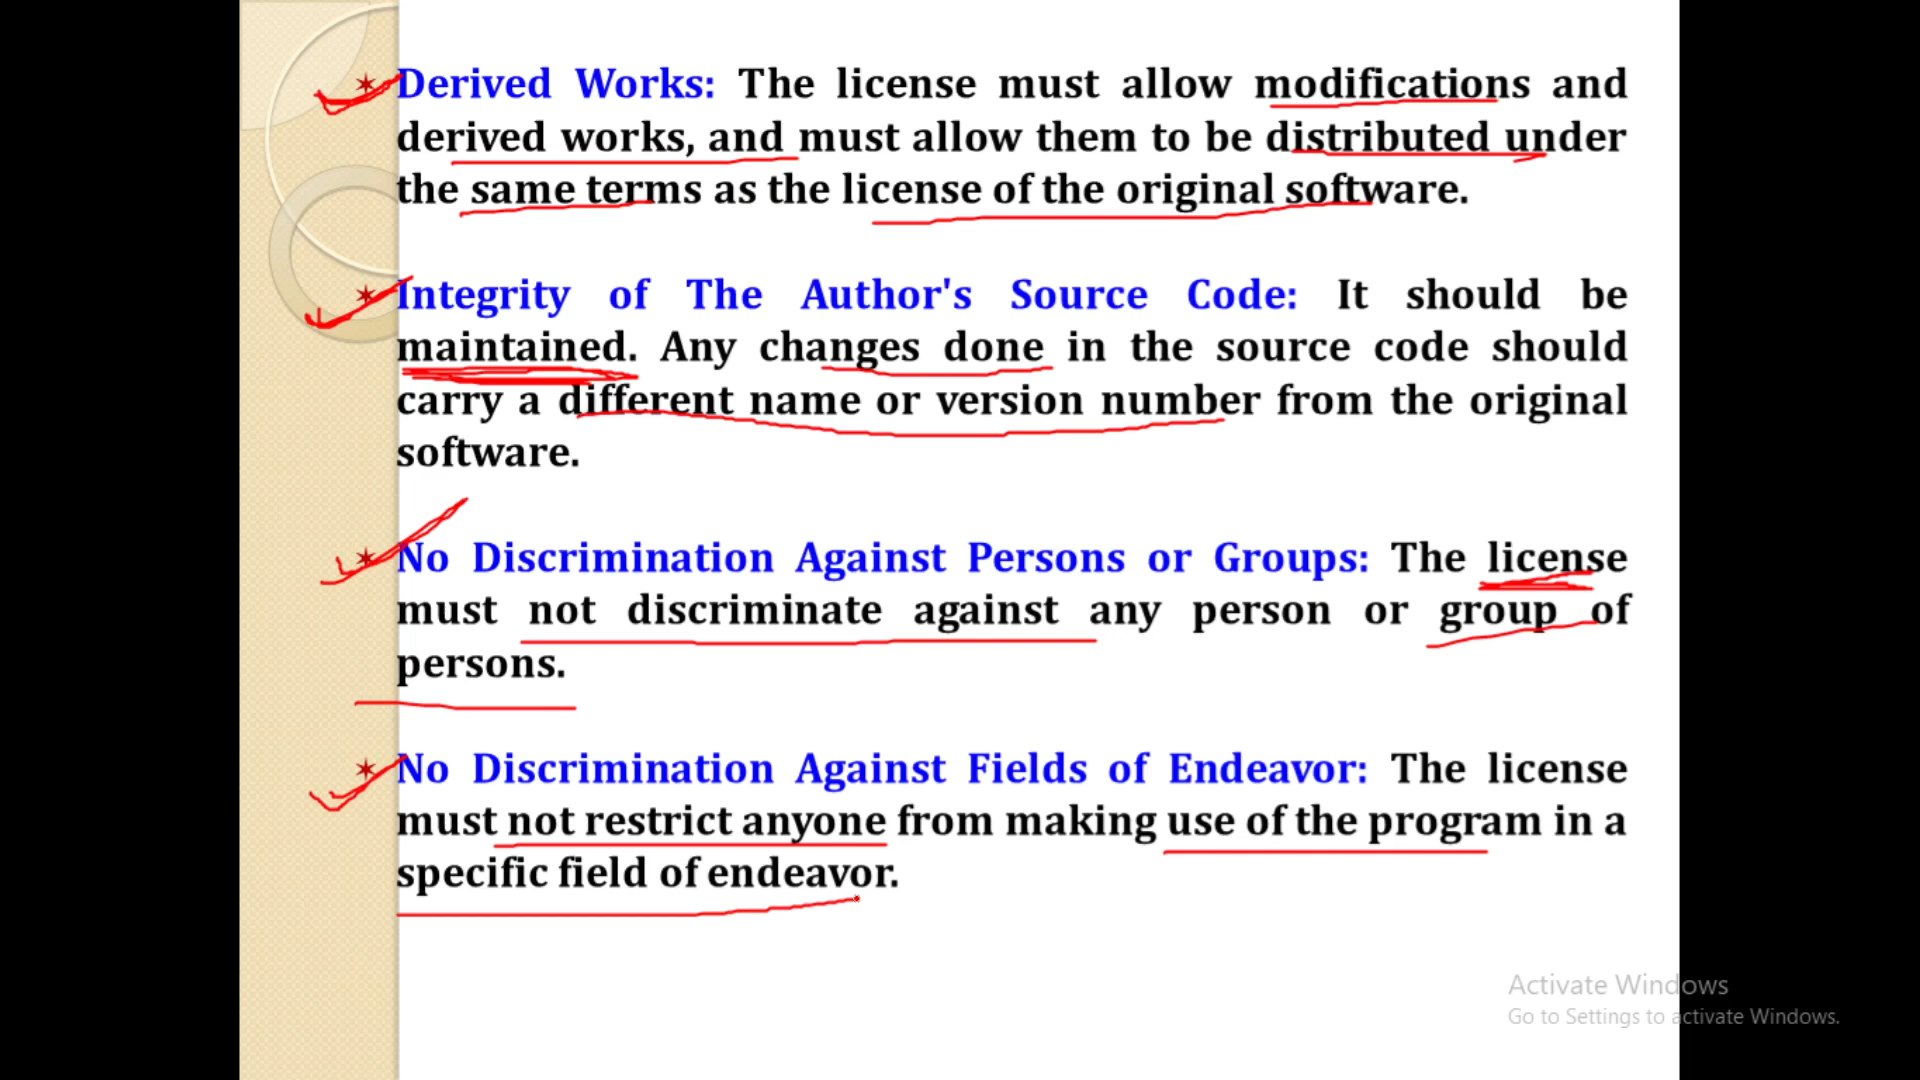 Derived Works: The license must allow modifications and
derived works, and must allow them to be distributed under
the same terms as the license of the original software.
Integrity of The Author's Source Code: It should be
maintained. Any changes done in the source code should
carry a different name or version number from the original
software.
No Discrimination Against Persons or Groups: The license
must not discriminate against any person or group of
persons.
No Discrimination Against Fields of Endeavor: The license
must not restrict anyone from making use of the program in a
specific field of endeavor.
Activate Windows
Go to Settings to activate Windows.